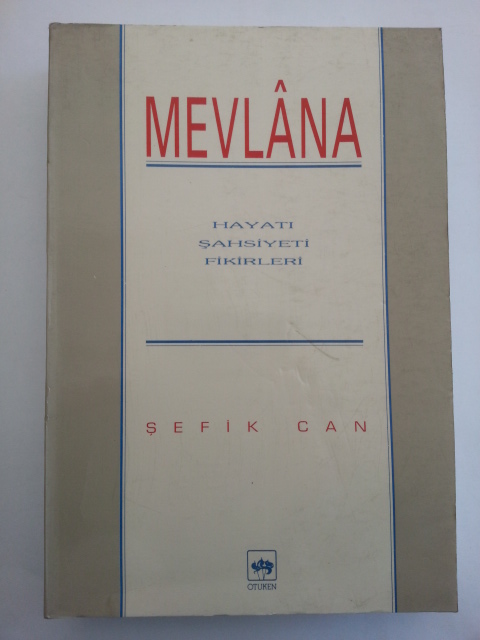 MEVLÂNA
HAYATI
ŞAHSİYETİ
FİKİRLERİ
ŞEFİK CAN
ÖTÜKEN